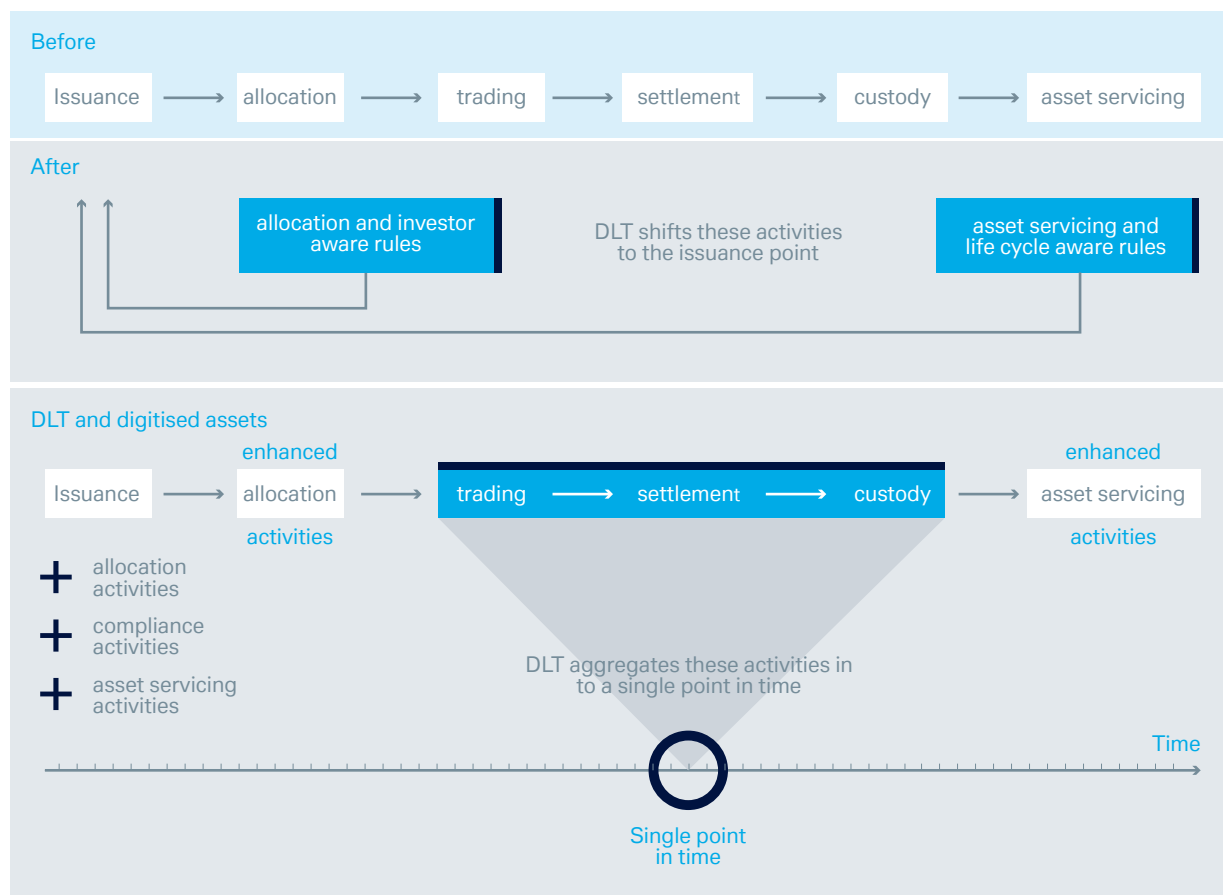 Before
Issuance
allocation
trading
settlement
custody
asset servicing
After
allocation and investor
aware rules
DLT shifts these activities
to the issuance point
asset servicing and
life cycle aware rules
DLT and digitised assets
enhanced
enhanced
Issuance
allocation
trading
settlement
custody
asset servicing
activities
activities
allocation
activities
compliance
activities
asset servicing
activities
DLT aggregates these activities in
to a single point in time
Time
Single point
in time